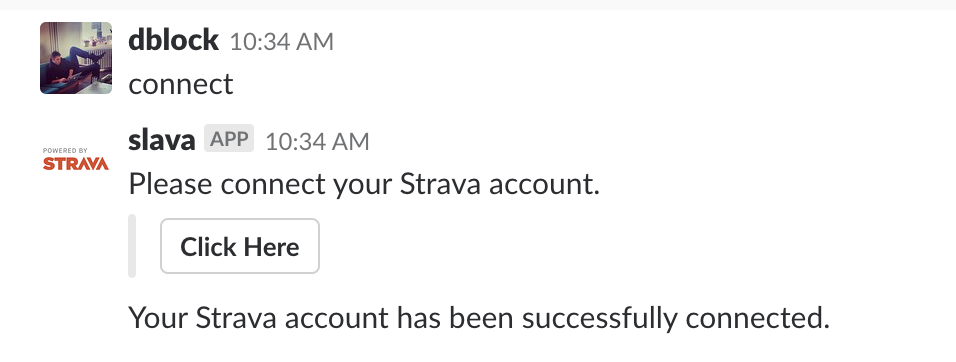 dblock 10:34 AM
connect
slava APP 10:34 AM
POWERED BY
STRAVA
Please connect your Strava account.
Click Here
Your Strava account has been successfully connected.